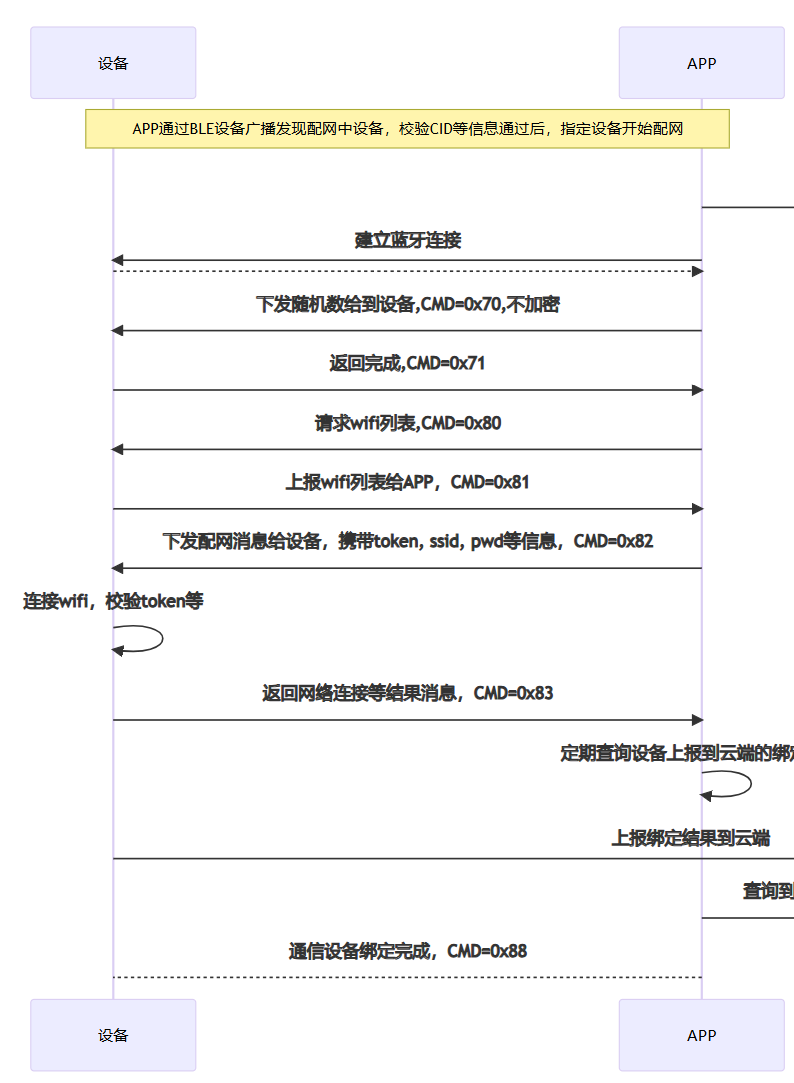 设备
APP
APP通过BLE设备广播发现配网中设备，校验CID等信息通过后，指定设备开始配网
建立蓝牙连接
下发随机数给到设备,CMD=0x70,不加密
返回完成,CMD=0x71
请求wifi列表,CMD=0x80
上报wifi列表给APP，CMD=0x81
下发配网消息给设备，携带token, ssid, pwd等信息，CMD=0x82
连接wifi，校验token等
返回网络连接等结果消息，CMD=0x83
定期查询设备上报到云端的绑定
上报绑定结果到云端
查询到
通信设备绑定完成，CMD=0x88
设备
APP